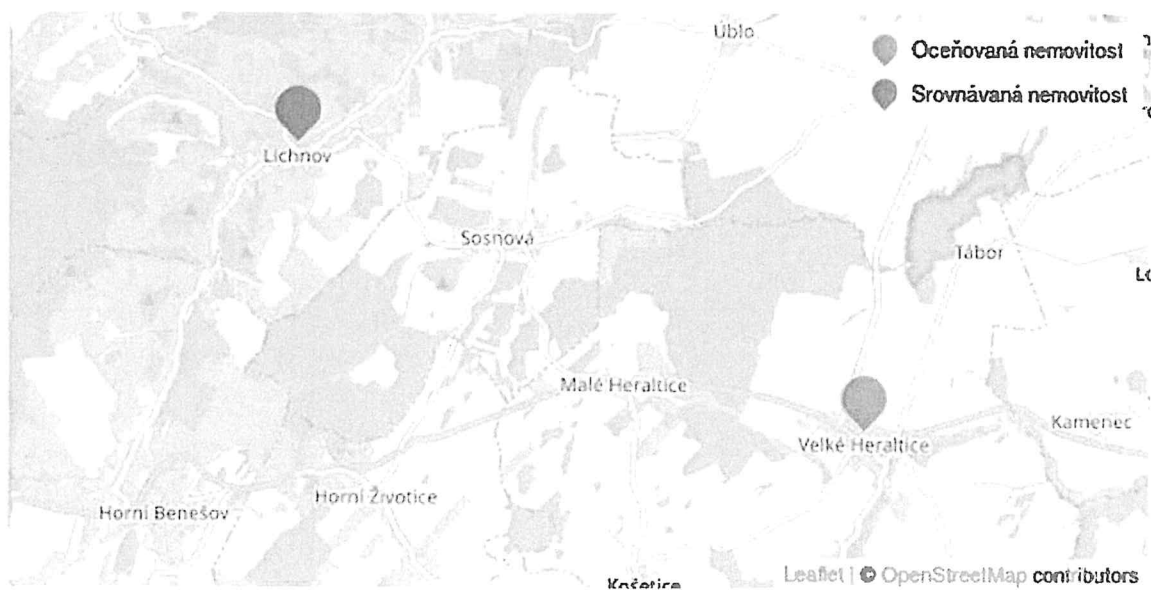 Úblo
Oceňovaná nemovitost
Srovnávaná nemovitost
Lichnov
Sosnová
Tábor
Malé Heraltice
Kamenec
Velké Heraltice
Horní Životice
Horní Benešov
Košetice
Leaflet | © OpenStreetMap contributors